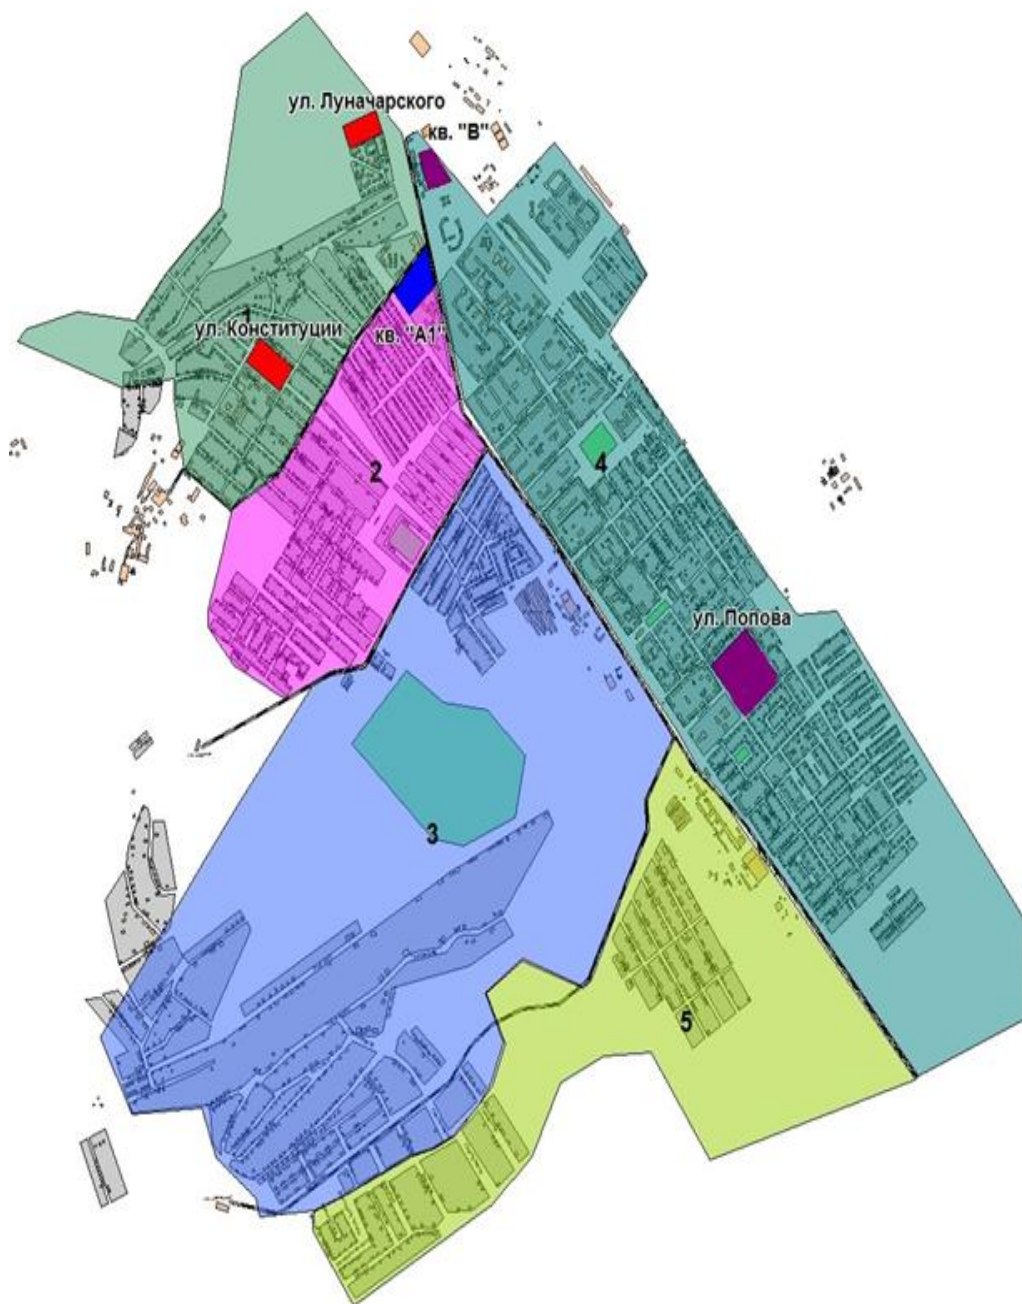 ул. Луначарского
кв. "В"
1
ул. Конституции
кв. "А1"
2
4
ул. Попова
3
5